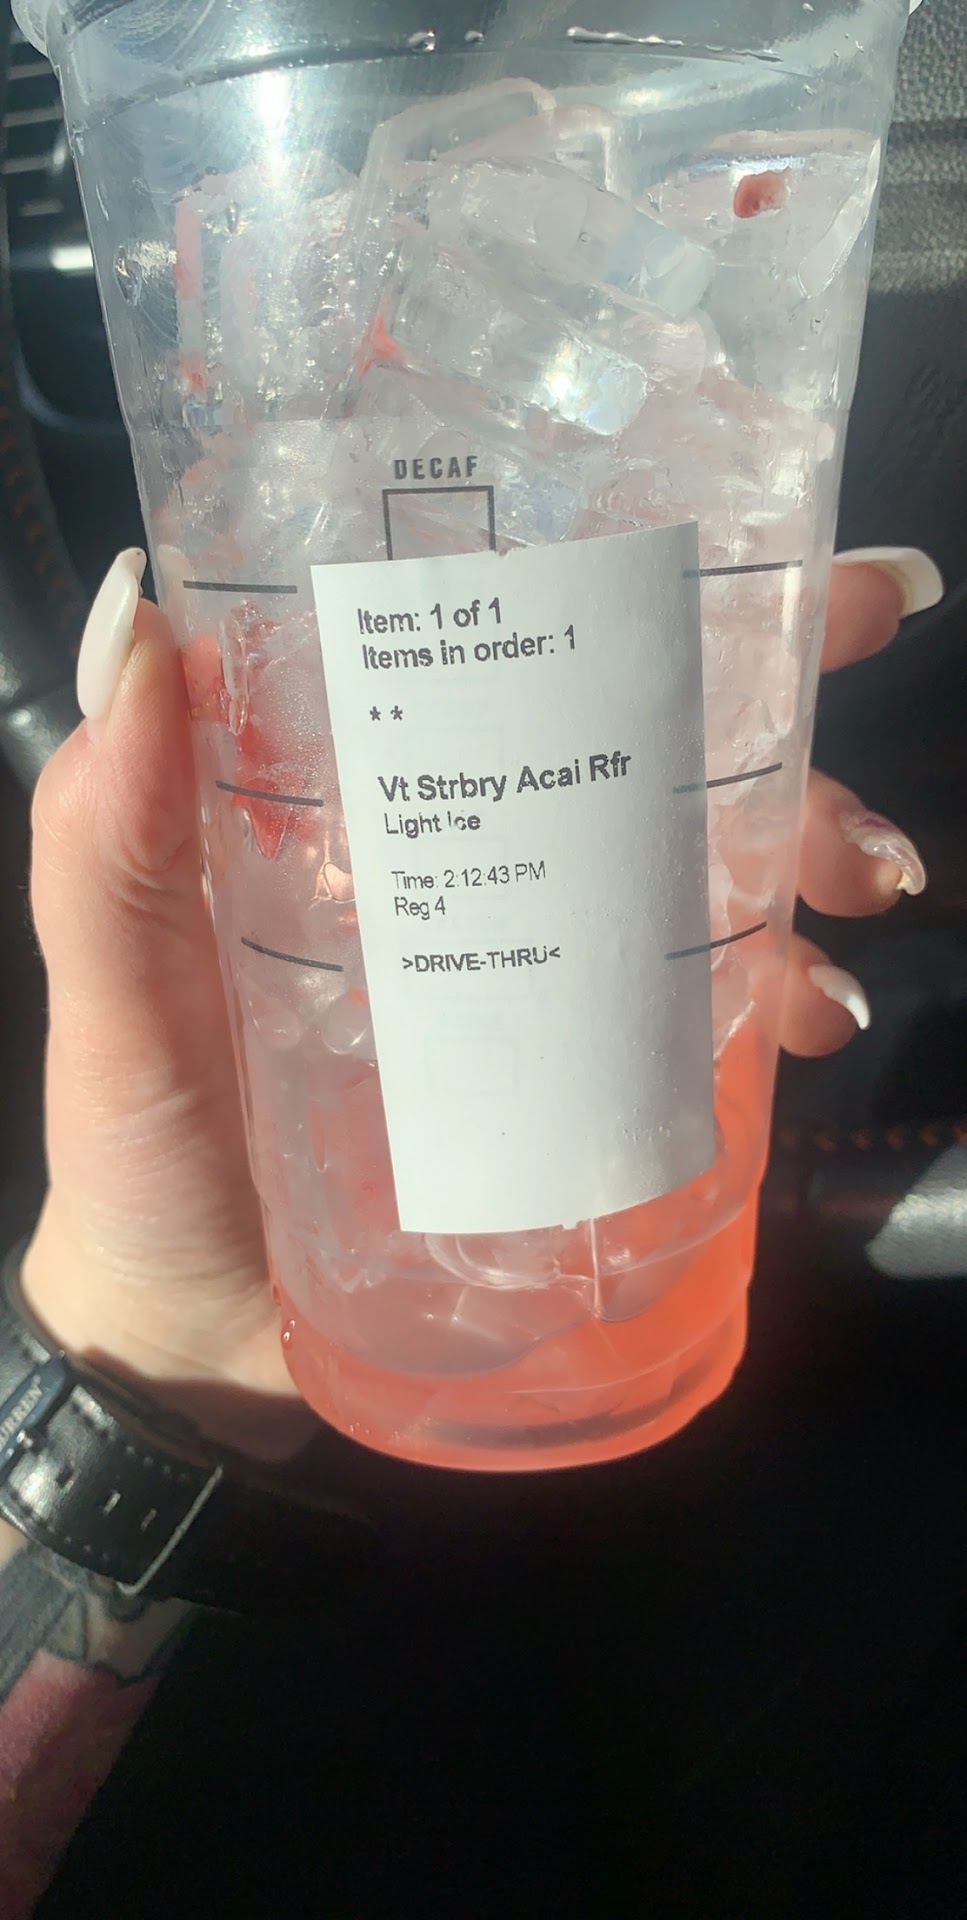 DECAF
Item: 1 of 1
Items in order: 1
* *
Vt Strbry Acai Rfr
Light Ice
Time: 2:12:43 PM
Reg 4
>DRIVE-THRU<